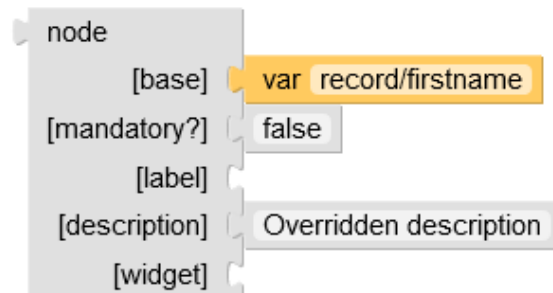 node
[base] var record/firstname
[mandatory?] false
[label]
[description] Overridden description
[widget]